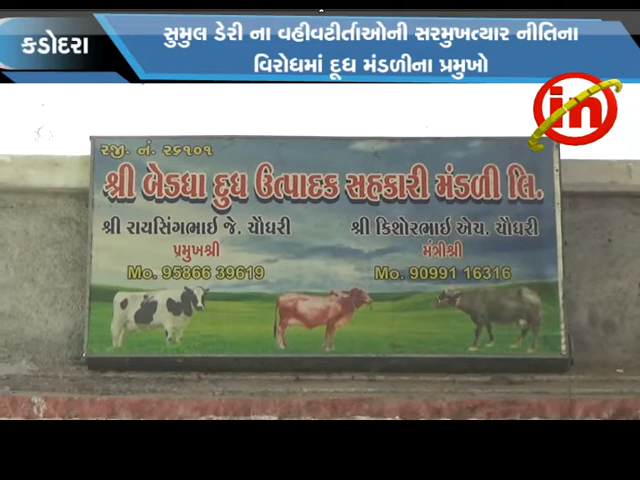 કડોદરા
સુમુલ ડેરી ના વહીવટીર્તાઓની સરમુખત્યાર નીતિના
વિરોધમાં દૂધ મંડળીના પ્રમુખો
in
રજી. નં. ૨૬૧૦૧
શ્રી બેડધા દુધ ઉત્પાદક સહકારી મંડળી લિ.
શ્રી રાયસિંગભાઇ જે. ચૌધરી
પ્રમુખશ્રી
Mo. 95866 39619
શ્રી કિશોરભાઇ એચ. ચૌધરી
મંત્રીશ્રી
Mo. 90991 16316